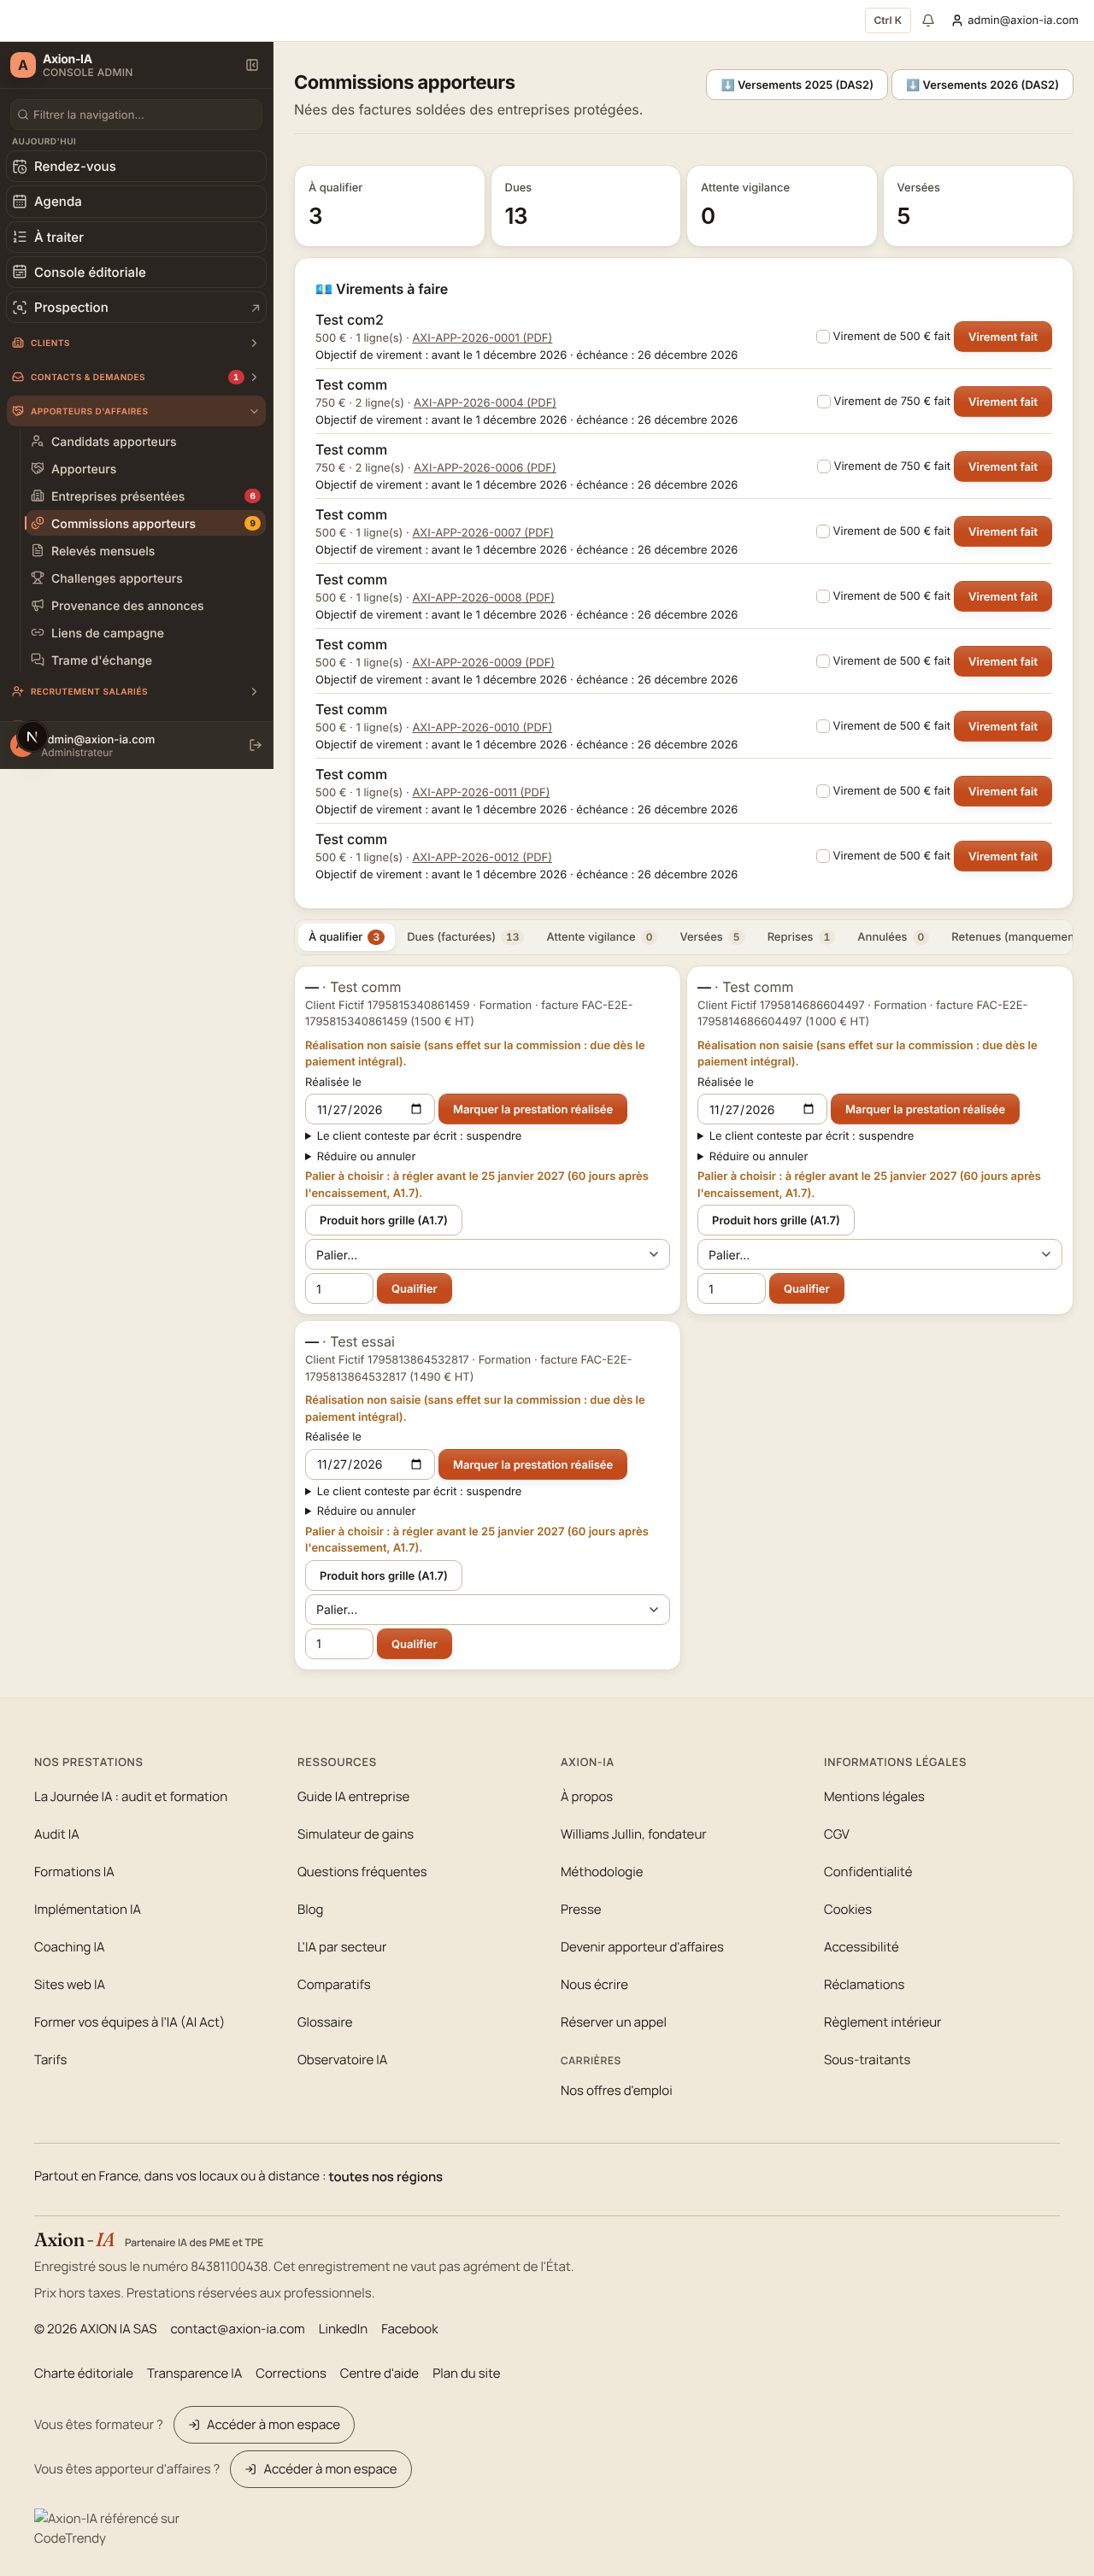 Ctrl K
admin@axion-ia.com
A
Axion-IA
CONSOLE ADMIN
Filtrer la navigation...
AUJOURD'HUI
Rendez-vous
Agenda
À traiter
Console éditoriale
Prospection
CLIENTS
CONTACTS & DEMANDES 1
APPORTEURS D'AFFAIRES
Candidats apporteurs
Apporteurs
Entreprises présentées 6
Commissions apporteurs 9
Relevés mensuels
Challenges apporteurs
Provenance des annonces
Liens de campagne
Trame d'échange
RECRUTEMENT SALARIÉS
N
dmin@axion-ia.com
Administrateur
Commissions apporteurs
Nées des factures soldées des entreprises protégées.
⬇️ Versements 2025 (DAS2)
⬇️ Versements 2026 (DAS2)
À qualifier
3
Dues
13
Attente vigilance
0
Versées
5
💶 Virements à faire
Test com2
500 € · 1 ligne(s) · AXI-APP-2026-0001 (PDF)
Objectif de virement : avant le 1 décembre 2026 · échéance : 26 décembre 2026
Virement de 500 € fait
Virement fait
Test comm
750 € · 2 ligne(s) · AXI-APP-2026-0004 (PDF)
Objectif de virement : avant le 1 décembre 2026 · échéance : 26 décembre 2026
Virement de 750 € fait
Virement fait
Test comm
750 € · 2 ligne(s) · AXI-APP-2026-0006 (PDF)
Objectif de virement : avant le 1 décembre 2026 · échéance : 26 décembre 2026
Virement de 750 € fait
Virement fait
Test comm
500 € · 1 ligne(s) · AXI-APP-2026-0007 (PDF)
Objectif de virement : avant le 1 décembre 2026 · échéance : 26 décembre 2026
Virement de 500 € fait
Virement fait
Test comm
500 € · 1 ligne(s) · AXI-APP-2026-0008 (PDF)
Objectif de virement : avant le 1 décembre 2026 · échéance : 26 décembre 2026
Virement de 500 € fait
Virement fait
Test comm
500 € · 1 ligne(s) · AXI-APP-2026-0009 (PDF)
Objectif de virement : avant le 1 décembre 2026 · échéance : 26 décembre 2026
Virement de 500 € fait
Virement fait
Test comm
500 € · 1 ligne(s) · AXI-APP-2026-0010 (PDF)
Objectif de virement : avant le 1 décembre 2026 · échéance : 26 décembre 2026
Virement de 500 € fait
Virement fait
Test comm
500 € · 1 ligne(s) · AXI-APP-2026-0011 (PDF)
Objectif de virement : avant le 1 décembre 2026 · échéance : 26 décembre 2026
Virement de 500 € fait
Virement fait
Test comm
500 € · 1 ligne(s) · AXI-APP-2026-0012 (PDF)
Objectif de virement : avant le 1 décembre 2026 · échéance : 26 décembre 2026
Virement de 500 € fait
Virement fait
À qualifier 3 Dues (facturées) 13 Attente vigilance 0 Versées 5 Reprises 1 Annulées 0 Retenues (manquemen
— · Test comm
Client Fictif 1795815340861459 · Formation · facture FAC-E2E-
1795815340861459 (1 500 € HT)
Réalisation non saisie (sans effet sur la commission : due dès le
paiement intégral).
Réalisée le
11/27/2026
Marquer la prestation réalisée
Le client conteste par écrit : suspendre
Réduire ou annuler
Palier à choisir : à régler avant le 25 janvier 2027 (60 jours après
l'encaissement, A1.7).
Produit hors grille (A1.7)
Palier...
1
Qualifier
— · Test comm
Client Fictif 1795814686604497 · Formation · facture FAC-E2E-
1795814686604497 (1 000 € HT)
Réalisation non saisie (sans effet sur la commission : due dès le
paiement intégral).
Réalisée le
11/27/2026
Marquer la prestation réalisée
Le client conteste par écrit : suspendre
Réduire ou annuler
Palier à choisir : à régler avant le 25 janvier 2027 (60 jours après
l'encaissement, A1.7).
Produit hors grille (A1.7)
Palier...
1
Qualifier
— · Test essai
Client Fictif 1795813864532817 · Formation · facture FAC-E2E-
1795813864532817 (1 490 € HT)
Réalisation non saisie (sans effet sur la commission : due dès le
paiement intégral).
Réalisée le
11/27/2026
Marquer la prestation réalisée
Le client conteste par écrit : suspendre
Réduire ou annuler
Palier à choisir : à régler avant le 25 janvier 2027 (60 jours après
l'encaissement, A1.7).
Produit hors grille (A1.7)
Palier...
1
Qualifier
NOS PRESTATIONS
La Journée IA : audit et formation
Audit IA
Formations IA
Implémentation IA
Coaching IA
Sites web IA
Former vos équipes à l'IA (AI Act)
Tarifs
RESSOURCES
Guide IA entreprise
Simulateur de gains
Questions fréquentes
Blog
L'IA par secteur
Comparatifs
Glossaire
Observatoire IA
AXION-IA
À propos
Williams Jullin, fondateur
Méthodologie
Presse
Devenir apporteur d'affaires
Nous écrire
Réserver un appel
CARRIÈRES
Nos offres d'emploi
INFORMATIONS LÉGALES
Mentions légales
CGV
Confidentialité
Cookies
Accessibilité
Réclamations
Règlement intérieur
Sous-traitants
Partout en France, dans vos locaux ou à distance : toutes nos régions
Axion-IA Partenaire IA des PME et TPE
Enregistré sous le numéro 84381100438. Cet enregistrement ne vaut pas agrément de l'État.
Prix hors taxes. Prestations réservées aux professionnels.
© 2026 AXION IA SAS contact@axion-ia.com LinkedIn Facebook
Charte éditoriale Transparence IA Corrections Centre d'aide Plan du site
Vous êtes formateur ? Accéder à mon espace
Vous êtes apporteur d'affaires ? Accéder à mon espace
Axion-IA référencé sur
CodeTrendy